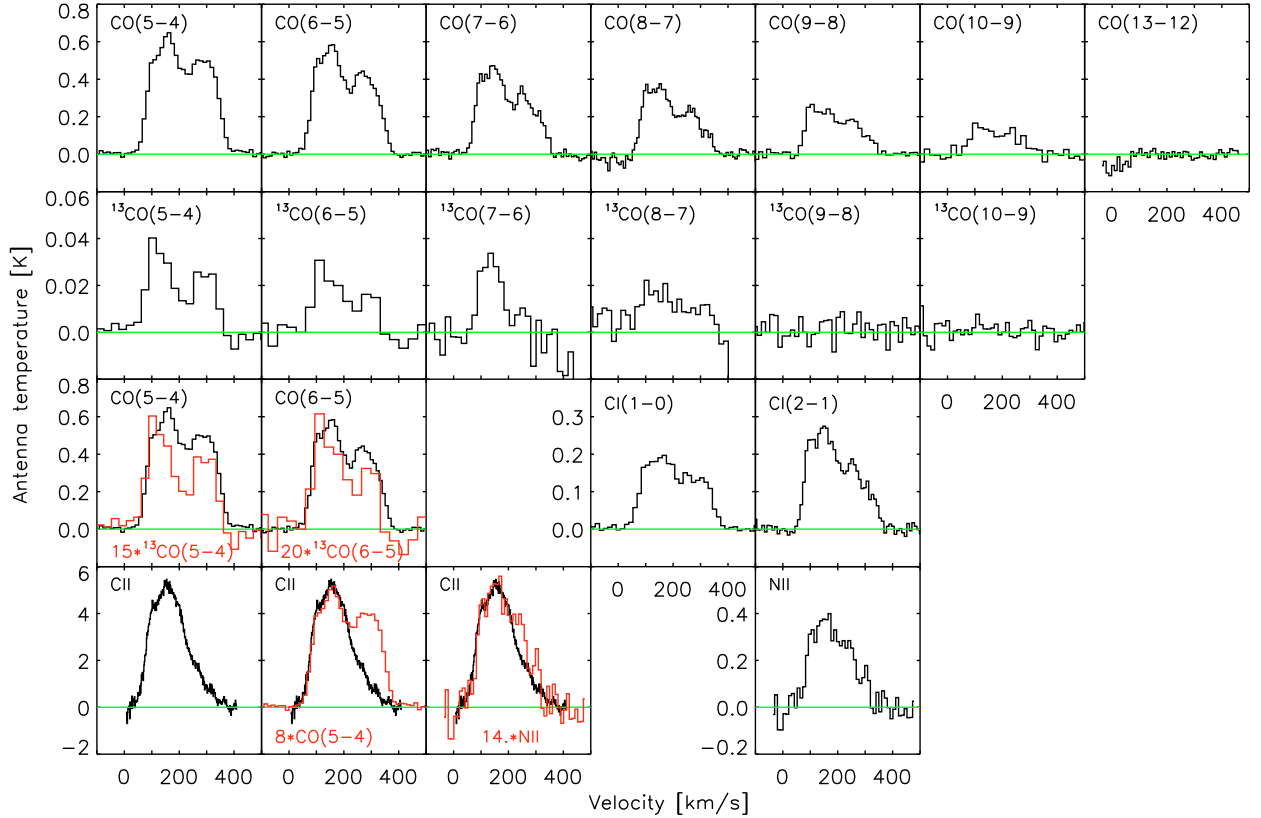 CO(5−4) CO(6−5) CO(7−6) CO(8−7) CO(9−8) CO(10−9) CO(13−12)
0.8
0.6
0.4
0.2
0.0
0 200 400
¹³CO(5−4) ¹³CO(6−5) ¹³CO(7−6) ¹³CO(8−7) ¹³CO(9−8) ¹³CO(10−9)
0.06
0.04
0.02
0.0
0 200 400
Antenna temperature [K]
CO(5−4) CO(6−5) CI(1−0) CI(2−1)
0.8
0.6 0.3
0.4 0.2
0.2 0.1
0.0 0.0
15*¹³CO(5−4) 20*¹³CO(6−5)
0 200 400
CII CII CII NII
6
4 0.4
2 0.2
0 0.0
−2 −0.2
8*CO(5−4) 14.*NII
0 200 400 0 200 400 0 200 400 0 200 400
Velocity [km/s]